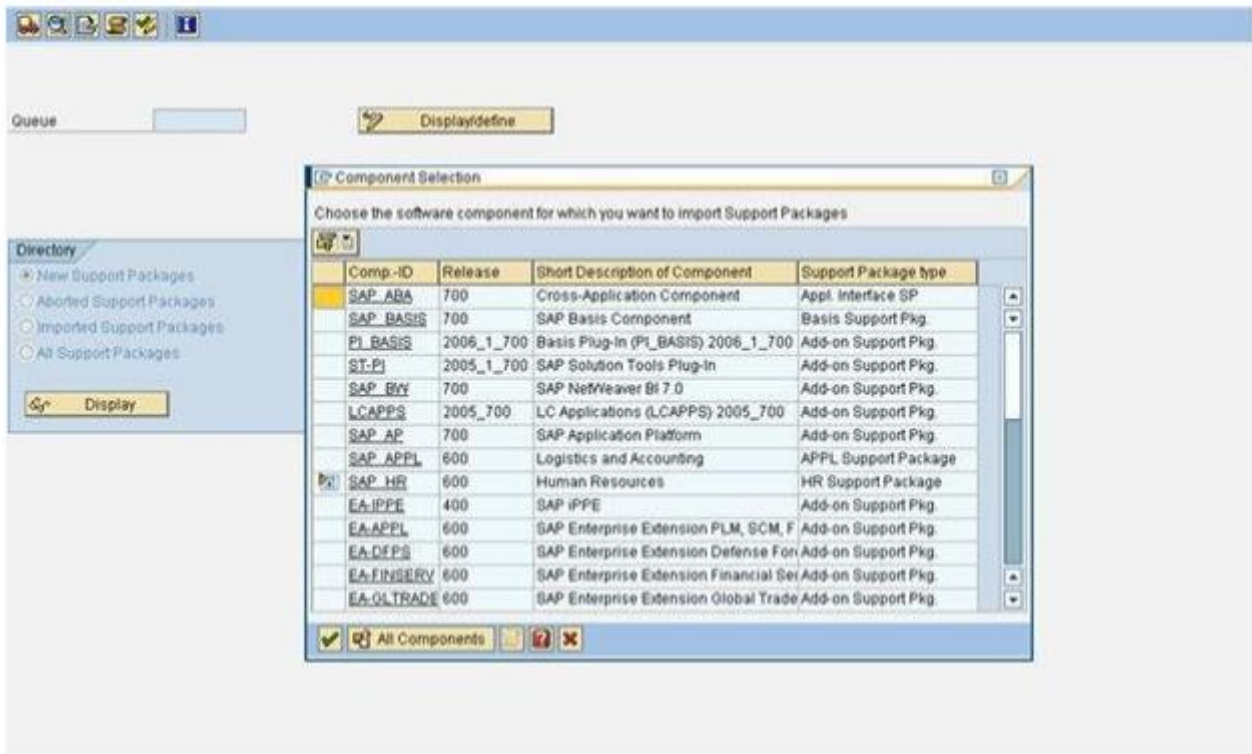 Queue
Display/define
Component Selection
Choose the software component for which you want to import Support Packages
Directory
New Support Packages
Aborted Support Packages
Imported Support Packages
All Support Packages
Display
Comp.-ID Release Short Description of Component Support Package type
SAP_ABA 700 Cross-Application Component Appl. Interface SP
SAP_BASIS 700 SAP Basis Component Basis Support Pkg.
PI_BASIS 2006_1_700 Basis Plug-In (PI_BASIS) 2006_1_700 Add-on Support Pkg.
ST-PI 2005_1_700 SAP Solution Tools Plug-In Add-on Support Pkg.
SAP_BW 700 SAP NetWeaver BI 7.0 Add-on Support Pkg.
LCAPPS 2005_700 LC Applications (LCAPPS) 2005_700 Add-on Support Pkg.
SAP_AP 700 SAP Application Platform Add-on Support Pkg.
SAP_APPL 600 Logistics and Accounting APPL Support Package
SAP_HR 600 Human Resources HR Support Package
EA-IPPE 400 SAP iPPE Add-on Support Pkg.
EA-APPL 600 SAP Enterprise Extension PLM, SCM, F Add-on Support Pkg.
EA-DFPS 600 SAP Enterprise Extension Defense For Add-on Support Pkg.
EA-FINSERV 600 SAP Enterprise Extension Financial Ser Add-on Support Pkg.
EA-GLTRADE 600 SAP Enterprise Extension Global Trade Add-on Support Pkg.
All Components